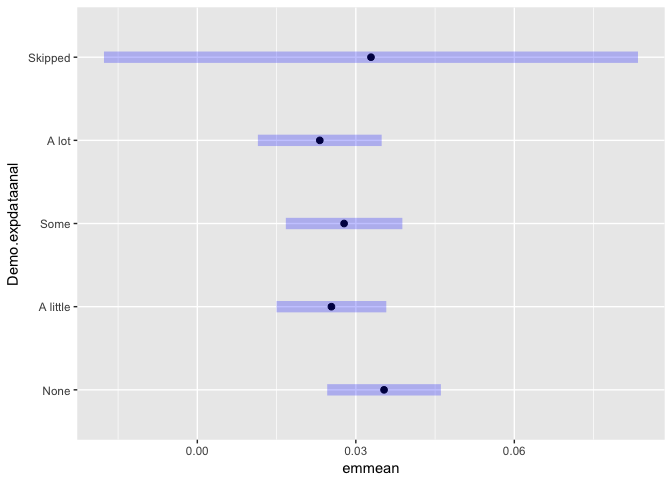 Demo.expdataanal
Skipped
A lot
Some
A little
None
0.00
0.03
0.06
emmean